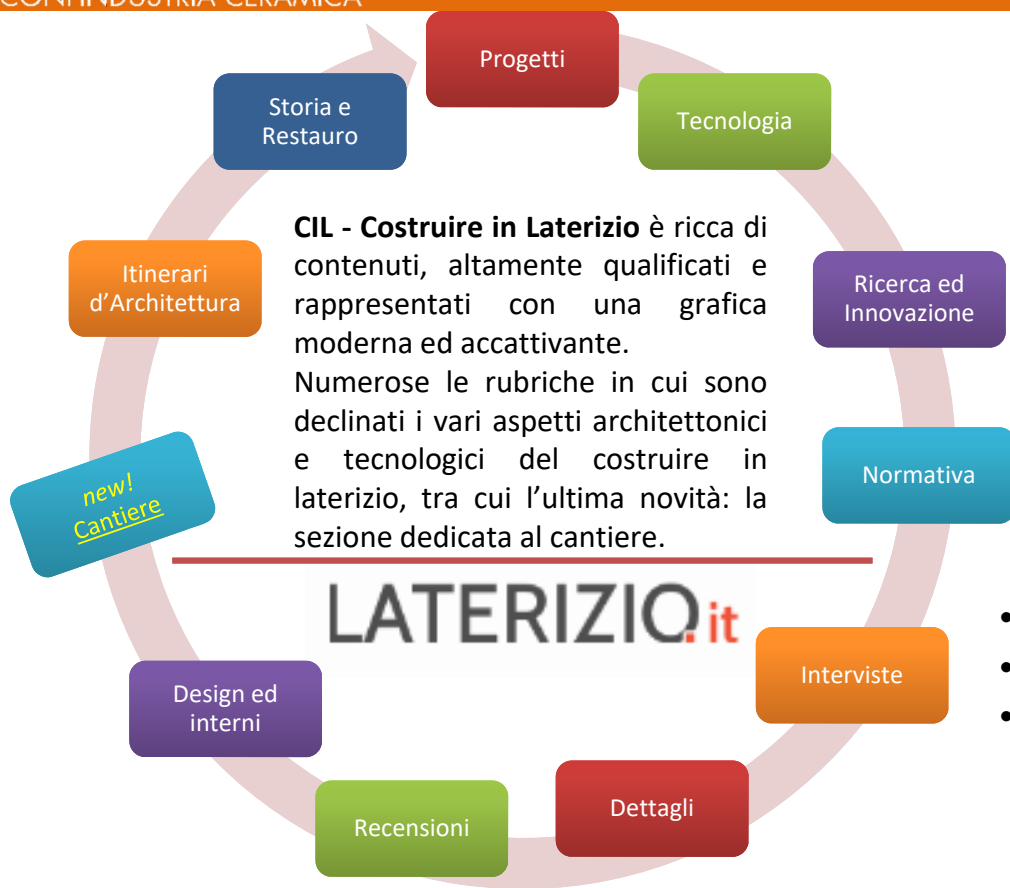 CONFINDUSTRIA CERAMICA
Progetti
Tecnologia
Storia e
Restauro
CIL - Costruire in Laterizio è ricca di
contenuti, altamente qualificati e
rappresentati con una grafica
moderna ed accattivante.
Numerose le rubriche in cui sono
declinati i vari aspetti architettonici
e tecnologici del costruire in
laterizio, tra cui l’ultima novità: la
sezione dedicata al cantiere.
Itinerari
d’Architettura
Ricerca ed
Innovazione
new!
Cantiere
Normativa
LATERIZIO.it
Interviste
Design ed
interni
Dettagli
Recensioni